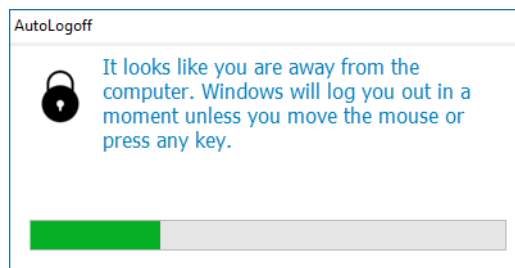 AutoLogoff
It looks like you are away from the
computer. Windows will log you out in a
moment unless you move the mouse or
press any key.